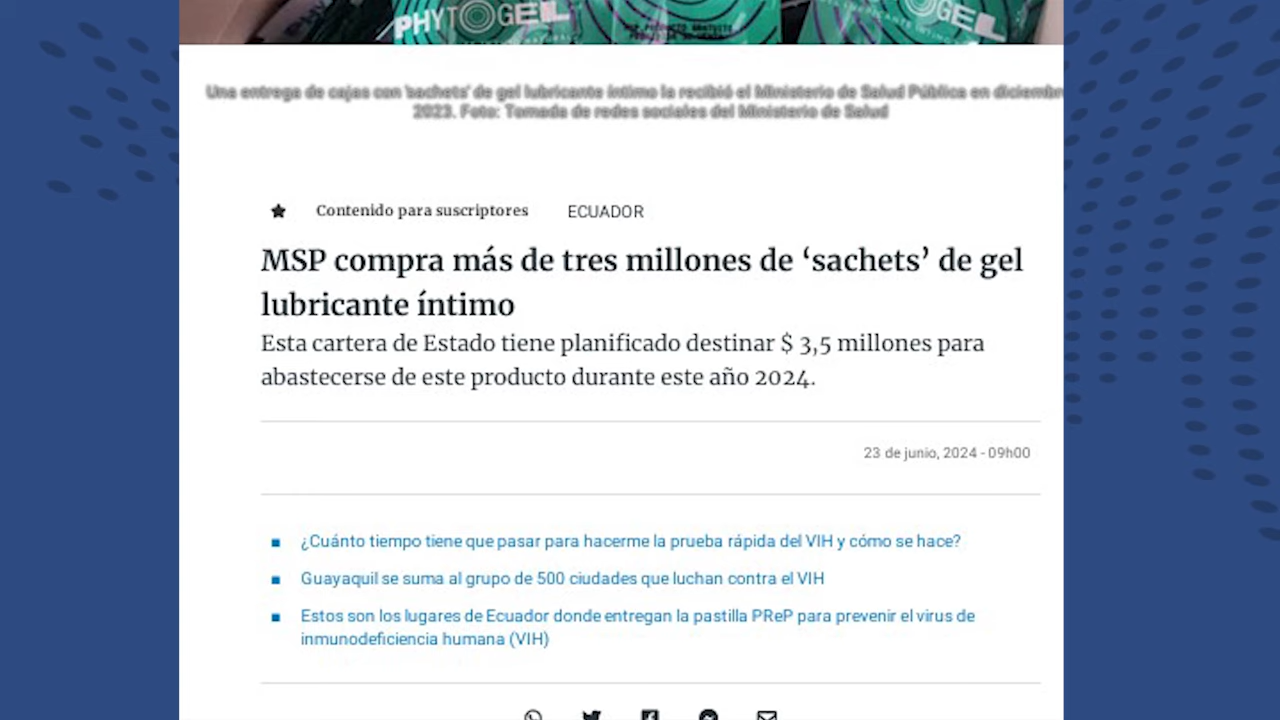 PHYTOGEL
Una entrega de cajas con 'sachets' de gel lubricante íntimo la recibió el Ministerio de Salud Pública en diciembre
2023. Foto: Tomada de redes sociales del Ministerio de Salud
Contenido para suscriptores ECUADOR
MSP compra más de tres millones de ‘sachets’ de gel
lubricante íntimo
Esta cartera de Estado tiene planificado destinar $ 3,5 millones para
abastecerse de este producto durante este año 2024.
23 de junio, 2024 - 09h00
¿Cuánto tiempo tiene que pasar para hacerme la prueba rápida del VIH y cómo se hace?
Guayaquil se suma al grupo de 500 ciudades que luchan contra el VIH
Estos son los lugares de Ecuador donde entregan la pastilla PReP para prevenir el virus de
inmunodeficiencia humana (VIH)